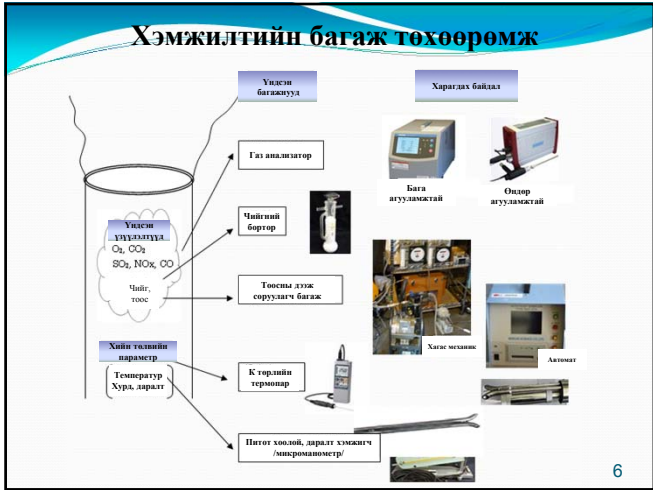 Хэмжилтийн багаж төхөөрөмж
Үндсэн
багажнууд
Харагдах байдал
Газ анализатор
Бага
агууламжтай
Өндөр
агууламжтай
Чийгний
бортор
Үндсэн
үзүүлэлтүүд
O₂, CO₂
SO₂, NOx, CO
Чийг,
тоос
Тоосны дээж
соруулагч багаж
Хагас механик
Автомат
Хийн төлвийн
параметр
Температур
Хурд, даралт
К төрлийн
термопар
Питот хоолой, даралт хэмжигч
/микроманометр/
6